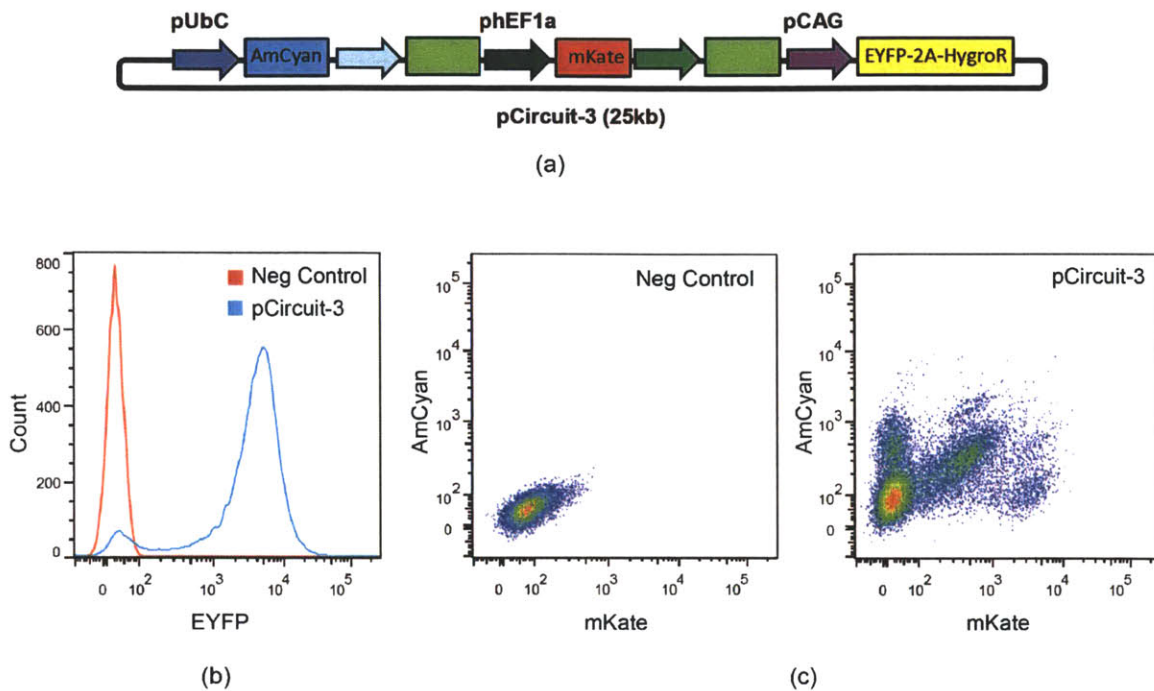 pUbC phEF1a pCAG
AmCyan mKate EYFP-2A-HygroR
pCircuit-3 (25kb)
(a)
800
600
400
200
0
Count
Neg Control
pCircuit-3
0 10² 10³ 10⁴ 10⁵
EYFP
(b)
Neg Control
10⁵
10⁴
10³
10²
0
AmCyan
0 10² 10³ 10⁴ 10⁵
mKate
pCircuit-3
10⁵
10⁴
10³
10²
0
AmCyan
0 10² 10³ 10⁴ 10⁵
mKate
(c)